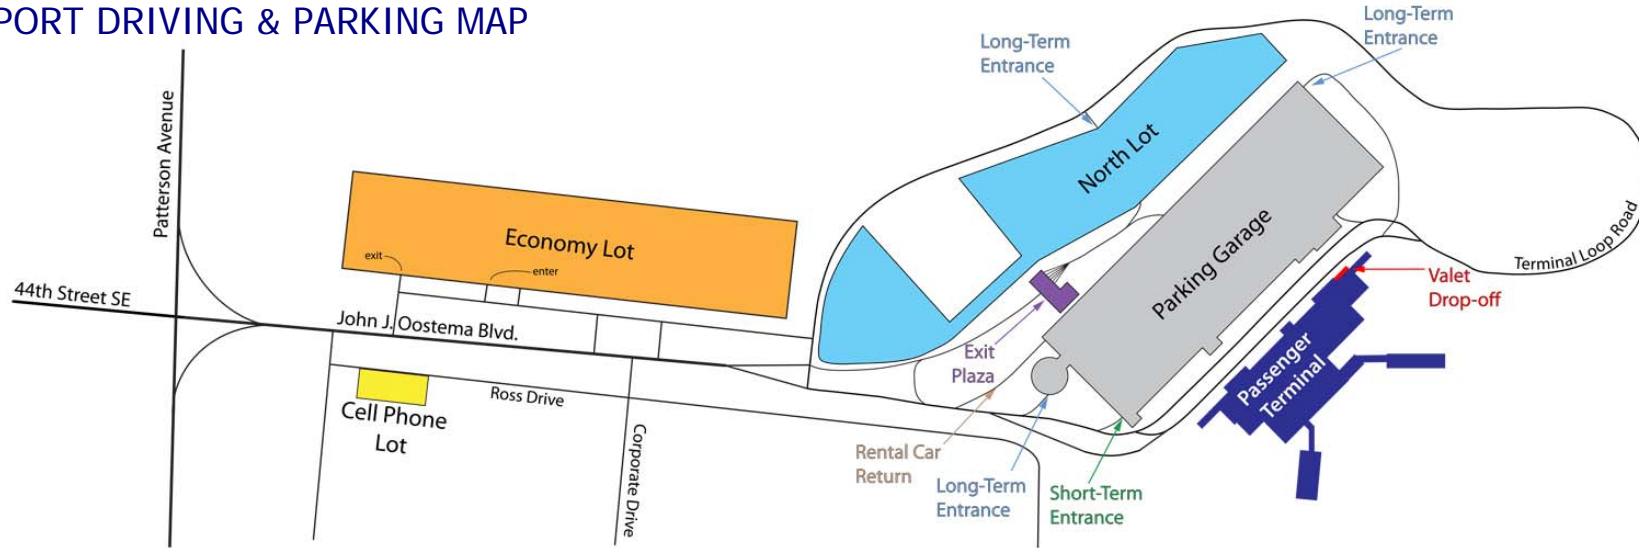 PORT DRIVING & PARKING MAP
Long-Term
Entrance
Long-Term
Entrance
Patterson Avenue
North Lot
Economy Lot
exit
enter
Parking Garage
Terminal Loop Road
Valet
Drop-off
44th Street SE
John J. Oostema Blvd.
Exit
Plaza
Passenger
Terminal
Ross Drive
Cell Phone
Lot
Corporate Drive
Rental Car
Return
Long-Term
Entrance
Short-Term
Entrance